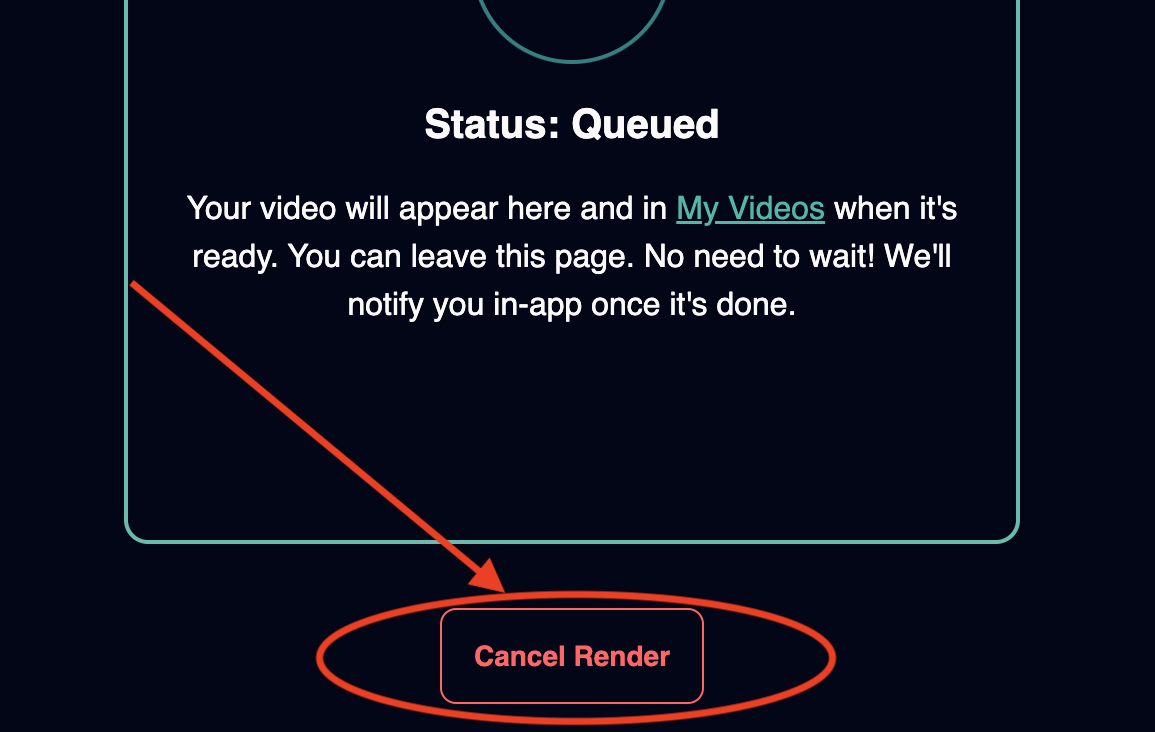 Status: Queued
Your video will appear here and in My Videos when it's
ready. You can leave this page. No need to wait! We'll
notify you in-app once it's done.
Cancel Render